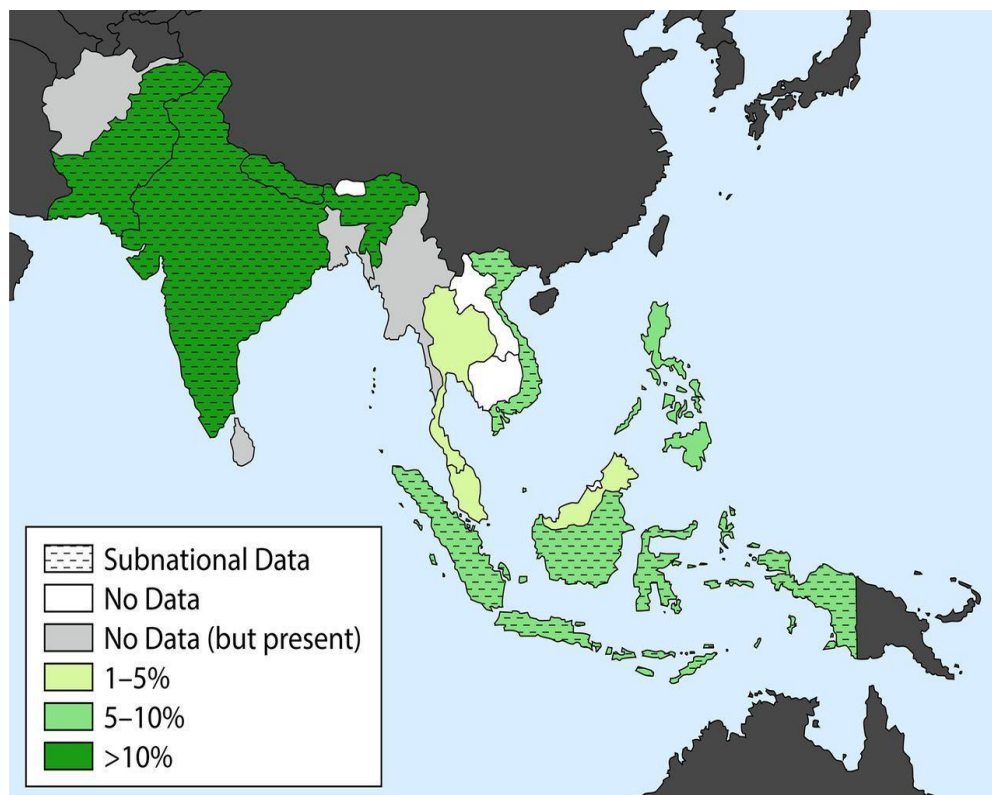 Subnational Data
No Data
No Data (but present)
1–5%
5–10%
>10%